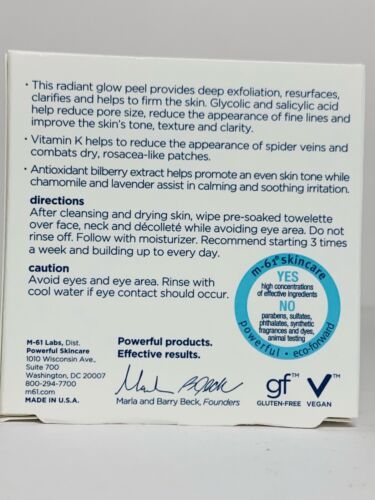 • This radiant glow peel provides deep exfoliation, resurfaces,
clarifies and helps to firm the skin. Glycolic and salicylic acid
help reduce pore size, reduce the appearance of fine lines and
improve the skin's tone, texture and clarity.
• Vitamin K helps to reduce the appearance of spider veins and
combats dry, rosacea-like patches.
• Antioxidant bilberry extract helps promote an even skin tone while
chamomile and lavender assist in calming and soothing irritation.
directions
After cleansing and drying skin, wipe pre-soaked towelette
over face, neck and décolleté while avoiding eye area. Do not
rinse off. Follow with moisturizer. Recommend starting 3 times
a week and building up to every day.
caution
Avoid eyes and eye area. Rinse with
cool water if eye contact should occur.
m-61® skincare
YES
high concentrations
of effective ingredients
NO
parabens, sulfates,
phthalates, synthetic
fragrances and dyes,
animal testing
powerful • eco-forward
M-61 Labs, Dist.
Powerful Skincare
1010 Wisconsin Ave.,
Suite 700
Washington, DC 20007
800-294-7700
m61.com
MADE IN U.S.A.
Powerful products.
Effective results.
Marla and Barry Beck, Founders
gf™
GLUTEN-FREE
V™
VEGAN